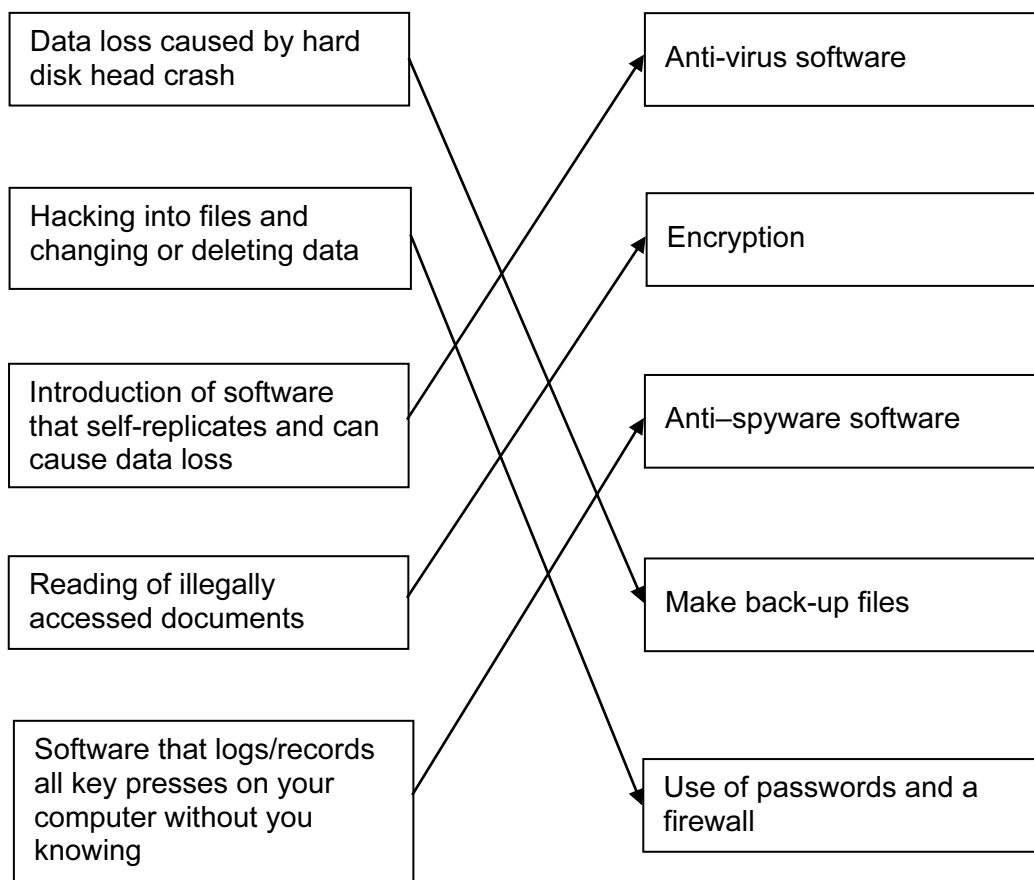 Data loss caused by hard
disk head crash
Anti-virus software
Hacking into files and
changing or deleting data
Encryption
Introduction of software
that self-replicates and can
cause data loss
Anti–spyware software
Reading of illegally
accessed documents
Make back-up files
Software that logs/records
all key presses on your
computer without you
knowing
Use of passwords and a
firewall